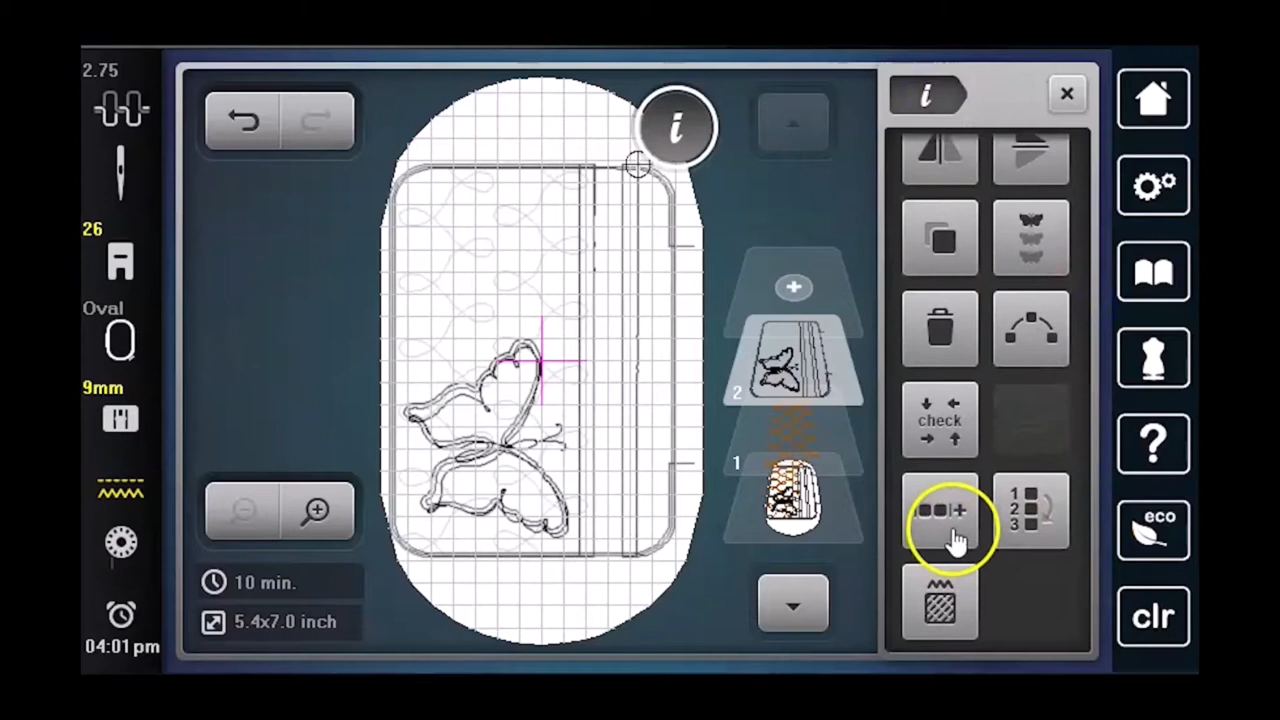 2.75
26
Oval
9mm
04:01 pm
10 min.
5.4x7.0 inch
2
1
i
i
check
1
2
3
?
eco
clr